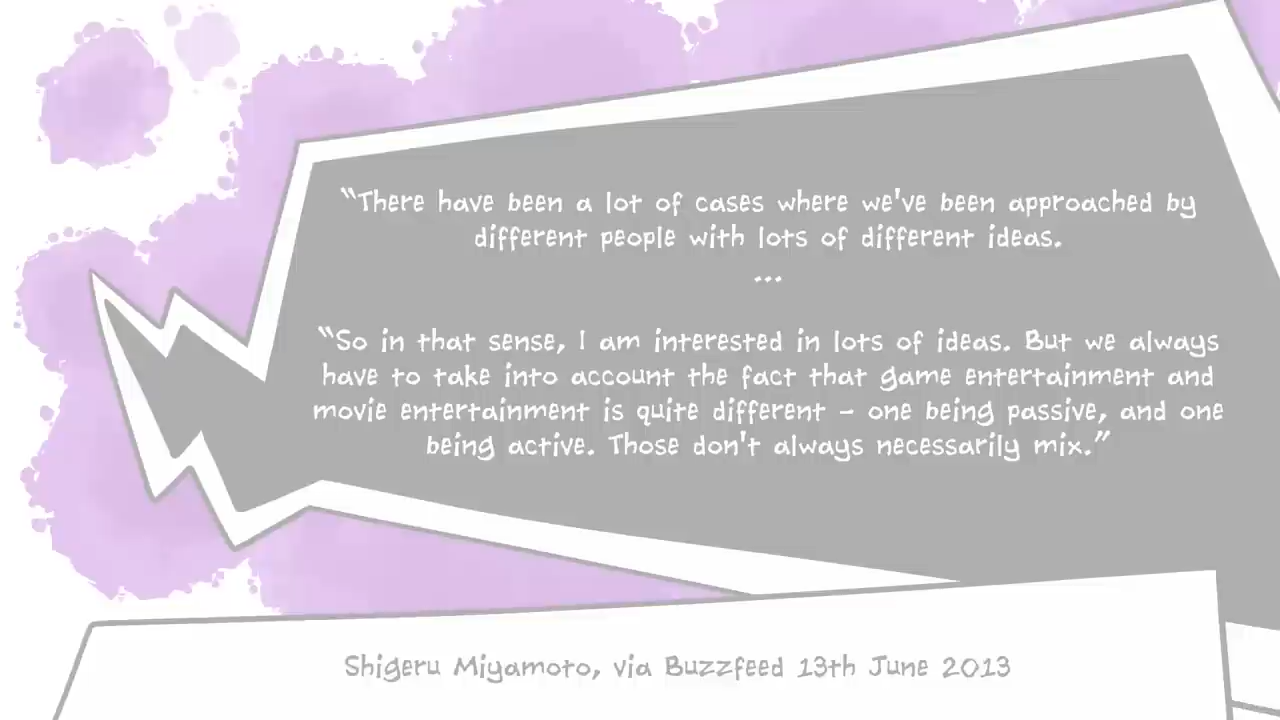 “There have been a lot of cases where we've been approached by
different people with lots of different ideas.
...
“So in that sense, I am interested in lots of ideas. But we always
have to take into account the fact that game entertainment and
movie entertainment is quite different – one being passive, and one
being active. Those don't always necessarily mix.”
Shigeru Miyamoto, via Buzzfeed 13th June 2013